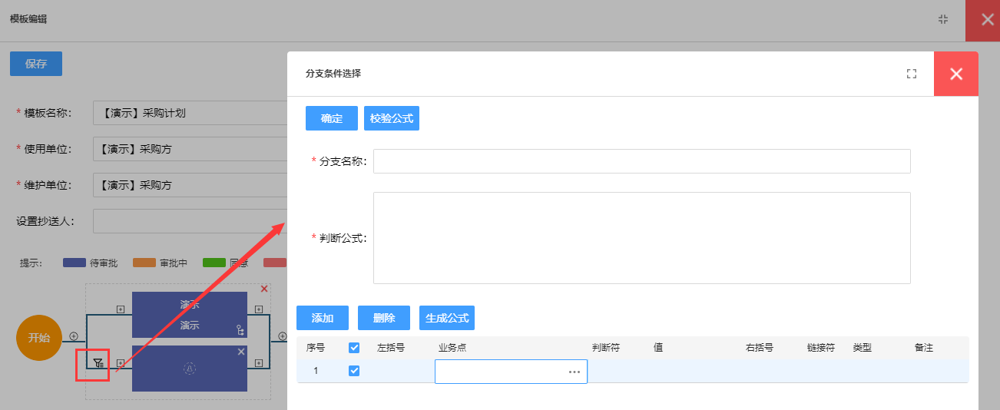 模板编辑
保存
* 模板名称： 【演示】采购计划
* 使用单位： 【演示】采购方
* 维护单位： 【演示】采购方
设置抄送人：
提示： 待审批 审批中 同意
开始
演示
演示
分支条件选择
确定 校验公式
* 分支名称：
* 判断公式：
添加 删除 生成公式
序号 左括号 业务点 判断符 值 右括号 链接符 类型 备注
1 •••